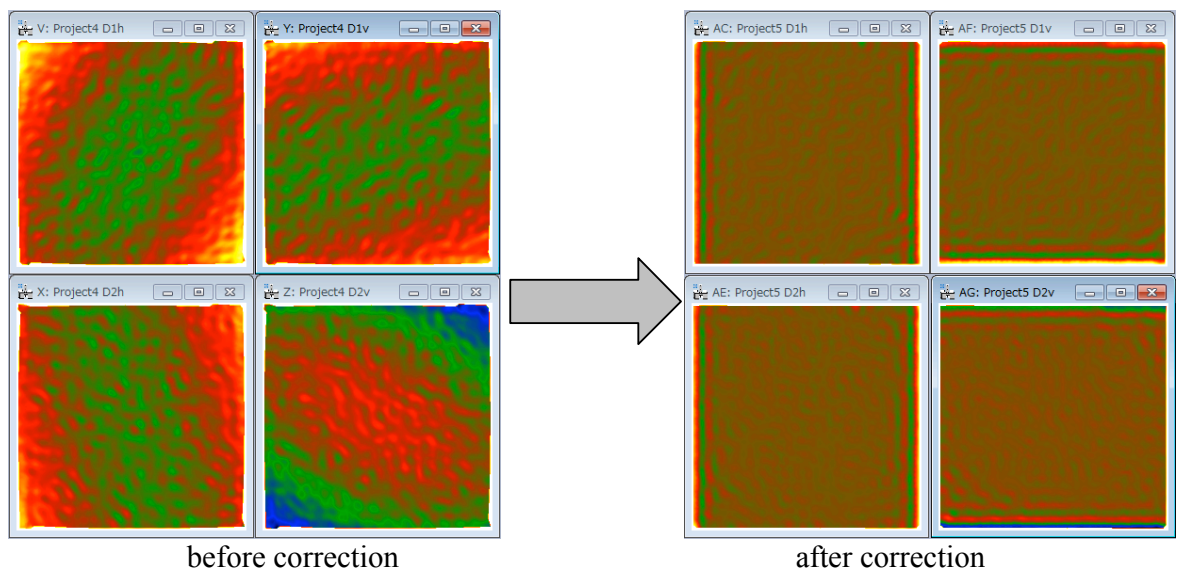 V: Project4 D1h
Y: Project4 D1v
AC: Project5 D1h
AF: Project5 D1v
X: Project4 D2h
Z: Project4 D2v
AE: Project5 D2h
AG: Project5 D2v
before correction
after correction